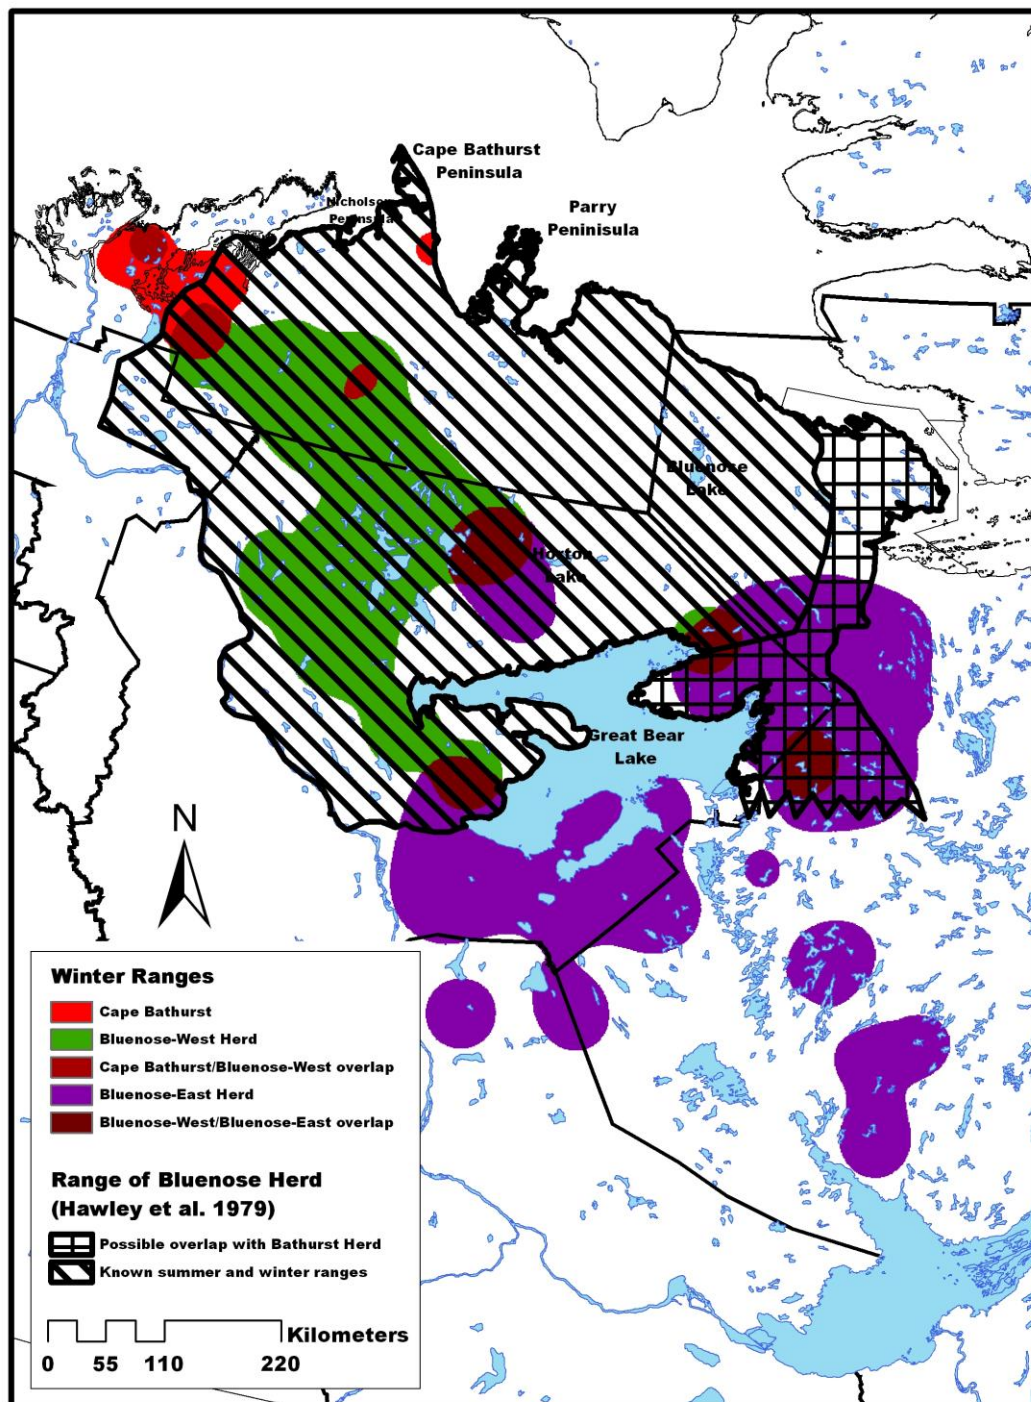 Cape Bathurst
Peninsula
Nicholson
Peninsula
Parry
Peninisula
Bluenose
Lake
Horton
Lake
Great Bear
Lake
N
Winter Ranges
Cape Bathurst
Bluenose-West Herd
Cape Bathurst/Bluenose-West overlap
Bluenose-East Herd
Bluenose-West/Bluenose-East overlap
Range of Bluenose Herd
(Hawley et al. 1979)
Possible overlap with Bathurst Herd
Known summer and winter ranges
Kilometers
0 55 110 220